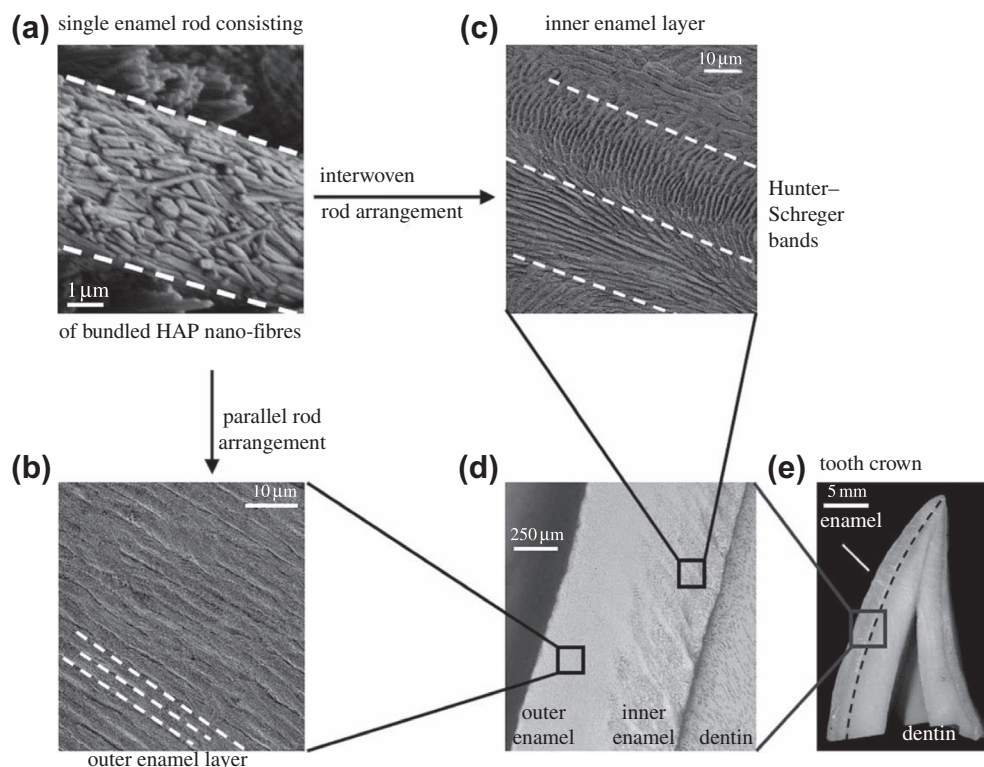 (a) single enamel rod consisting
1 µm
of bundled HAP nano-fibres
interwoven
rod arrangement
(c) inner enamel layer
10 µm
Hunter–
Schreger
bands
parallel rod
arrangement
(b)
10 µm
outer enamel layer
(d)
250 µm
outer
enamel
inner
enamel
dentin
(e) tooth crown
5 mm
enamel
dentin